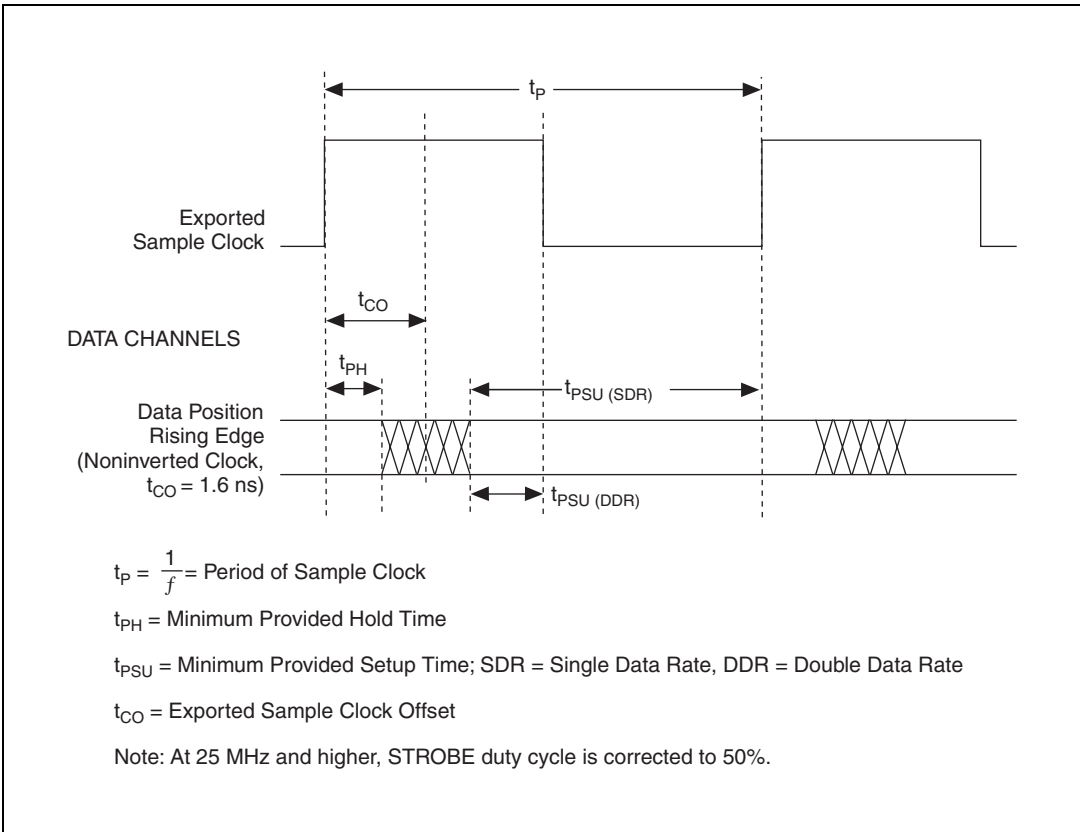 tP
Exported
Sample Clock
tCO
DATA CHANNELS
tPH
tPSU (SDR)
Data Position
Rising Edge
(Noninverted Clock,
tCO = 1.6 ns)
tPSU (DDR)
tP = 1/f = Period of Sample Clock
tPH = Minimum Provided Hold Time
tPSU = Minimum Provided Setup Time; SDR = Single Data Rate, DDR = Double Data Rate
tCO = Exported Sample Clock Offset
Note: At 25 MHz and higher, STROBE duty cycle is corrected to 50%.